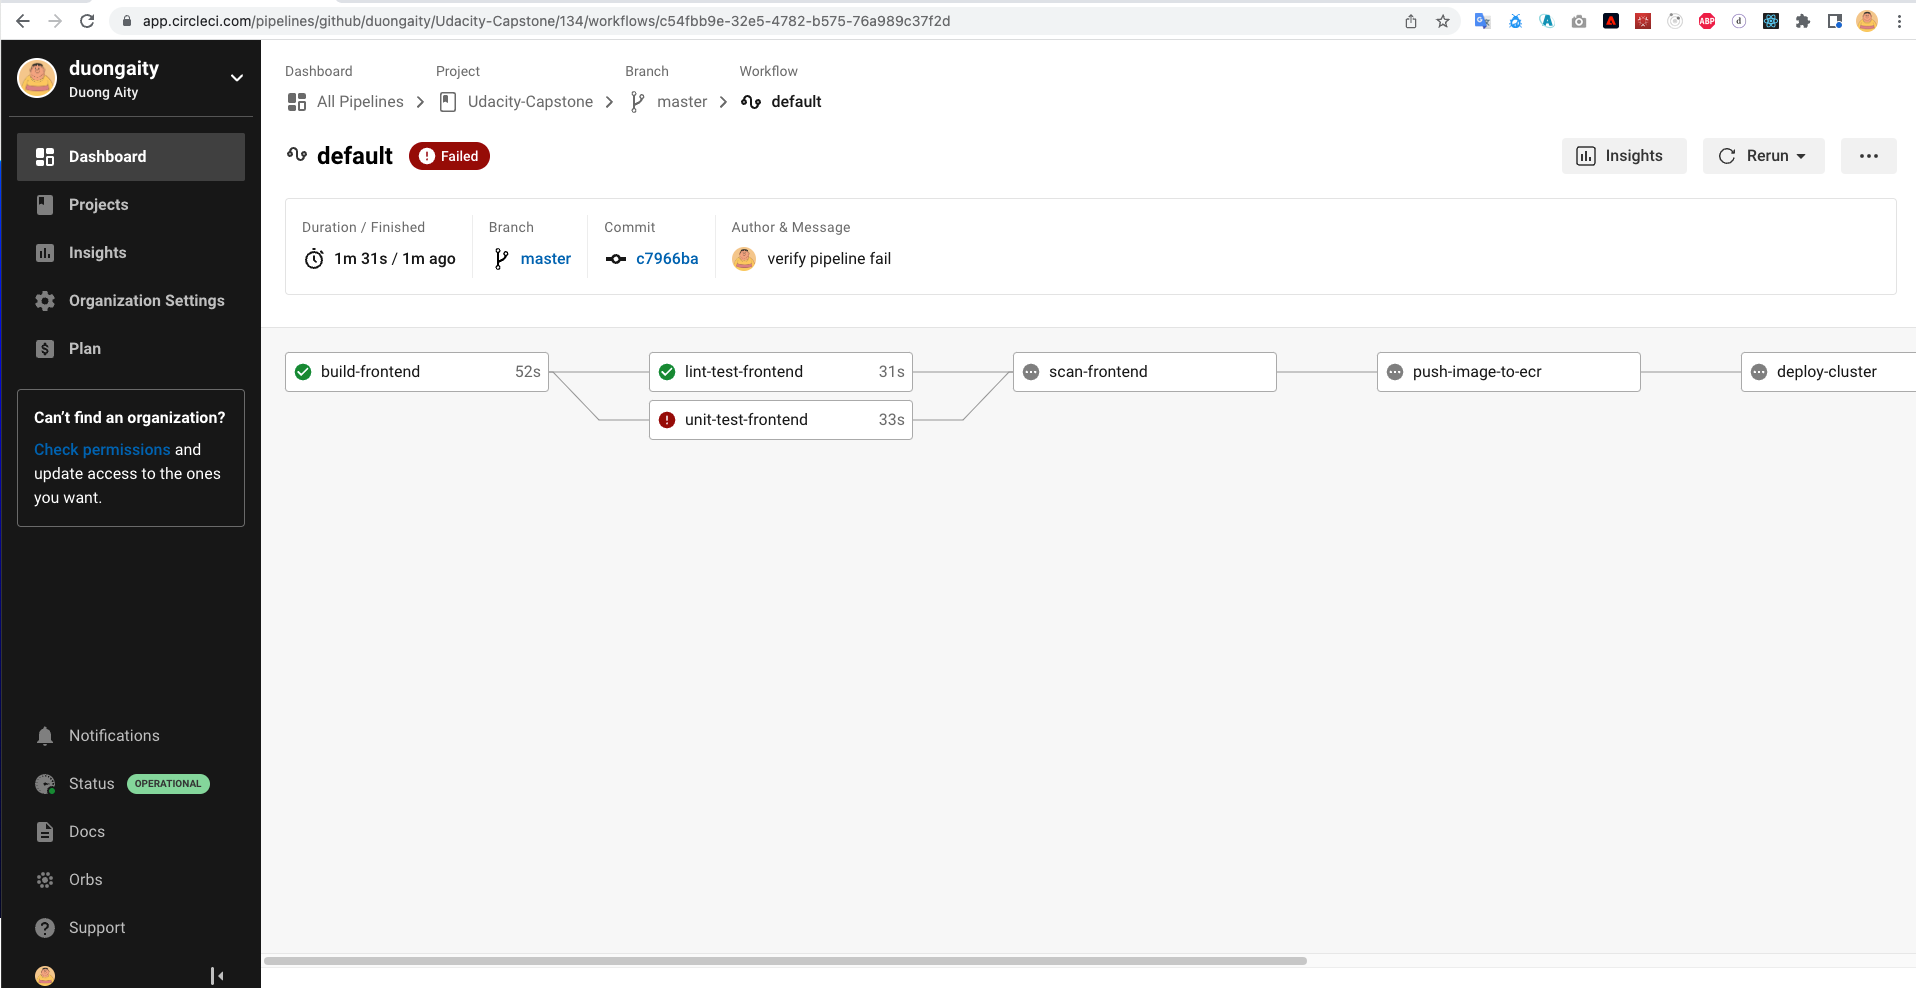 app.circleci.com/pipelines/github/duongaity/Udacity-Capstone/134/workflows/c54fbb9e-32e5-4782-b575-76a989c37f2d
ABP
duongaity
Duong Aity
Dashboard
Projects
Insights
Organization Settings
Plan
Can't find an organization?
Check permissions and
update access to the ones
you want.
Notifications
Status OPERATIONAL
Docs
Orbs
Support
Dashboard Project Branch Workflow
All Pipelines Udacity-Capstone master default
default Failed
Insights Rerun
Duration / Finished Branch Commit Author & Message
1m 31s / 1m ago master c7966ba verify pipeline fail
build-frontend 52s lint-test-frontend 31s scan-frontend push-image-to-ecr deploy-cluster
unit-test-frontend 33s